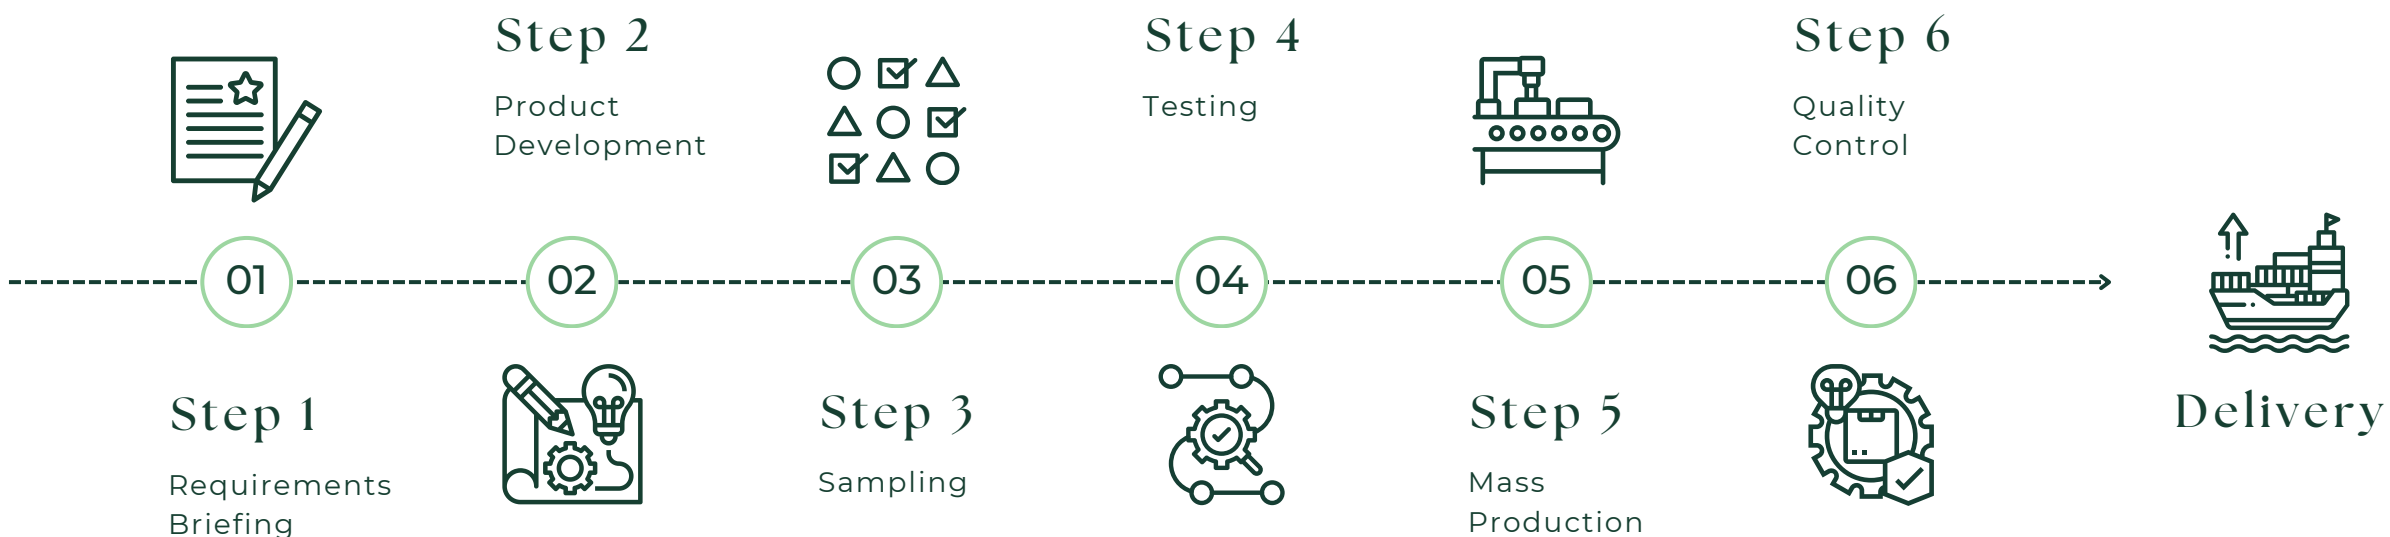 Step 1
Requirements
Briefing
01
Step 2
Product
Development
02
Step 3
Sampling
03
Step 4
Testing
04
Step 5
Mass
Production
05
Step 6
Quality
Control
06
Delivery